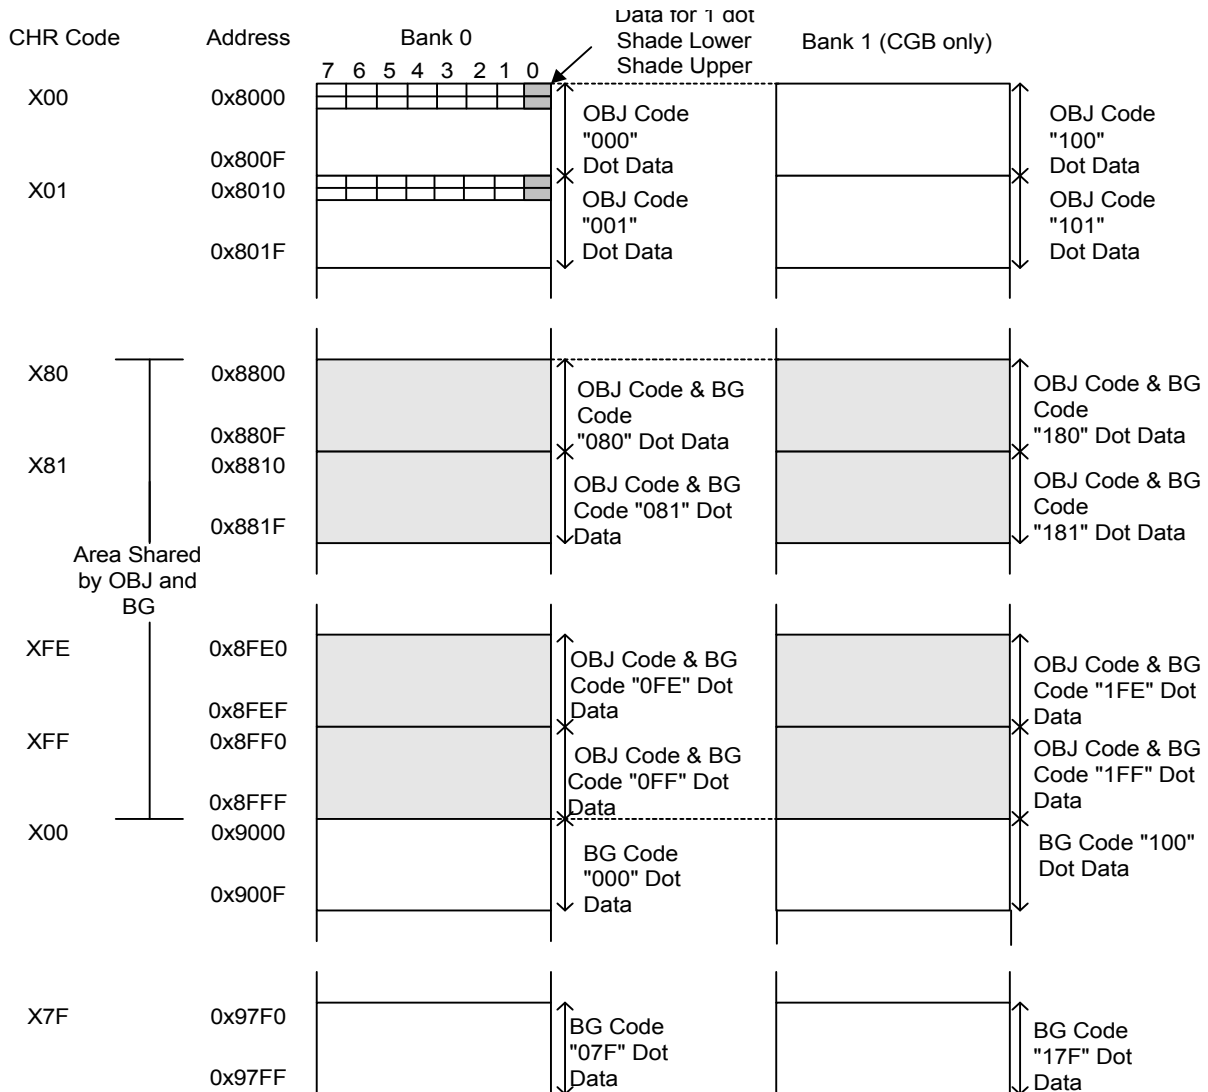 Data for 1 dot
CHR Code Address Bank 0 Shade Lower Bank 1 (CGB only)
Shade Upper
7 6 5 4 3 2 1 0
X00 0x8000
OBJ Code OBJ Code
"000" "100"
0x800F Dot Data Dot Data
X01 0x8010
OBJ Code OBJ Code
"001" "101"
0x801F Dot Data Dot Data
X80 0x8800
OBJ Code & BG OBJ Code & BG
Code Code
0x880F "080" Dot Data "180" Dot Data
X81 0x8810
OBJ Code & BG OBJ Code & BG
Code "081" Dot Code
0x881F Data "181" Dot Data
Area Shared
by OBJ and
BG
XFE 0x8FE0
OBJ Code & BG OBJ Code & BG
Code "0FE" Dot Code "1FE" Dot
0x8FEF Data Data
XFF 0x8FF0
OBJ Code & BG OBJ Code & BG
Code "0FF" Dot Code "1FF" Dot
0x8FFF Data Data
X00 0x9000
BG Code BG Code "100"
"000" Dot Dot Data
0x900F Data
X7F 0x97F0
BG Code BG Code
"07F" Dot "17F" Dot
0x97FF Data Data